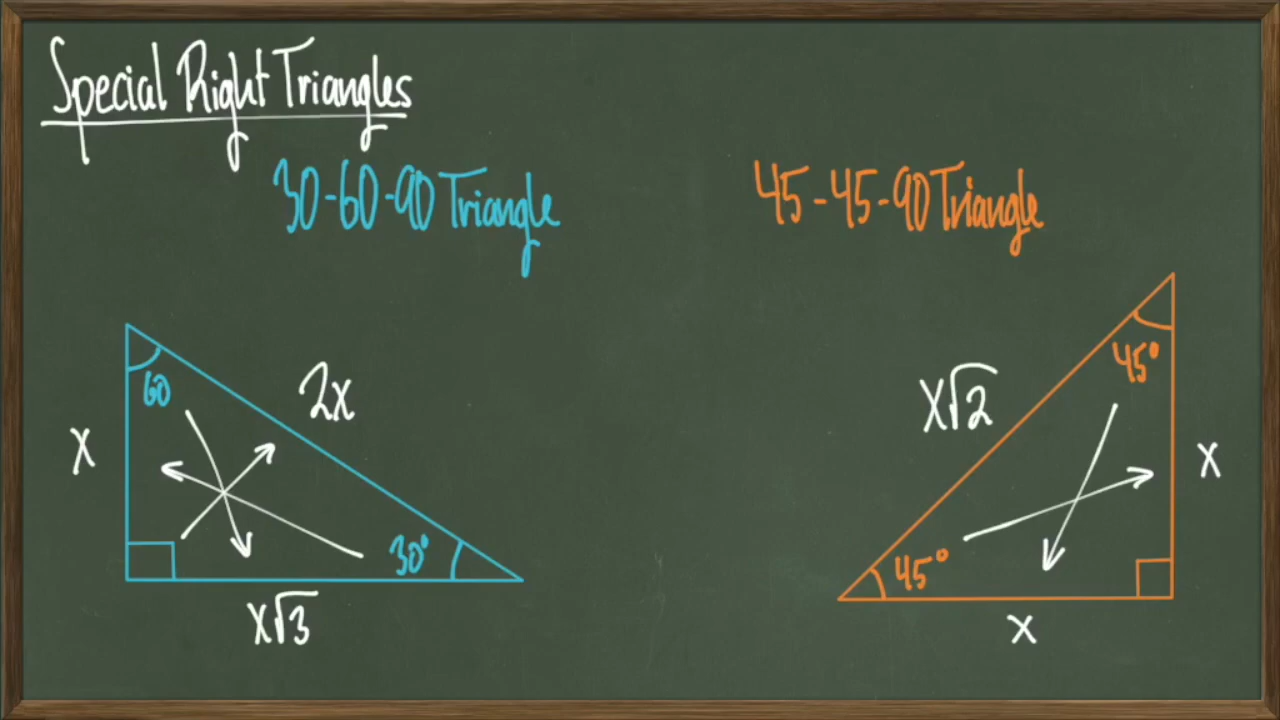 Special Right Triangles
30-60-90 Triangle
45-45-90 Triangle
60
2x
x
30°
x√3
45°
x√2
x
45°
x